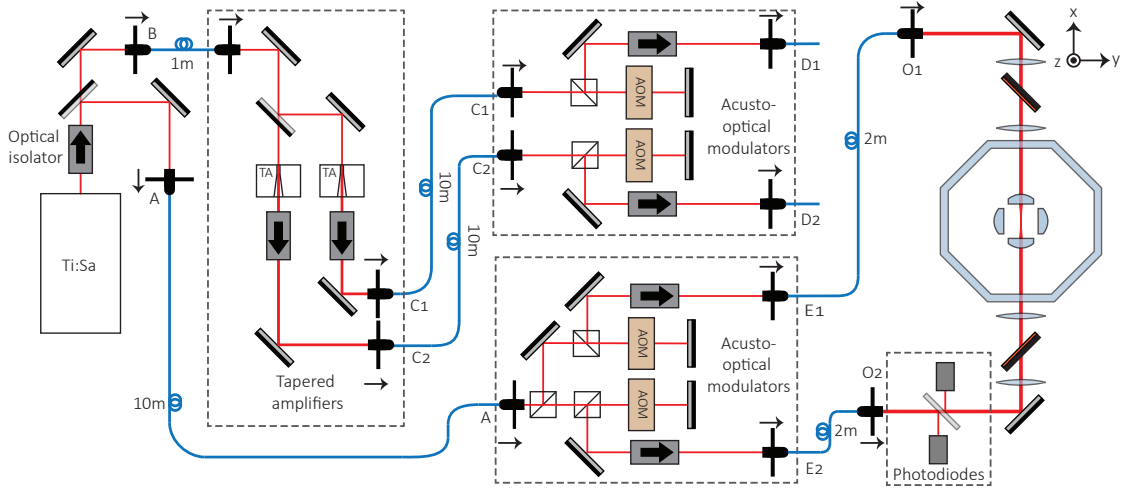 B
1m
Optical
isolator
A
Ti:Sa
10m
TA
TA
C1
C2
Tapered
amplifiers
10m
10m
C1
C2
AOM
AOM
Acusto-
optical
modulators
D1
D2
A
AOM
AOM
Acusto-
optical
modulators
E1
E2
2m
2m
O1
O2
Photodiodes
x
z
y